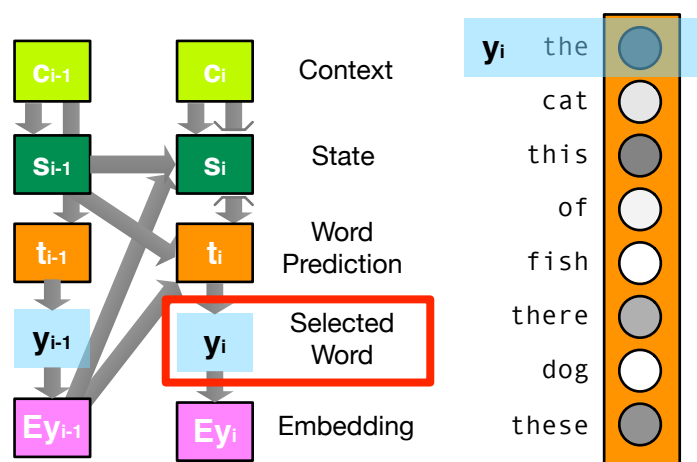 ci-1 ci Context
si-1 si State
ti-1 ti Word
Prediction
yi-1 yi Selected
Word
Eyi-1 Eyi Embedding
yi the
cat
this
of
fish
there
dog
these